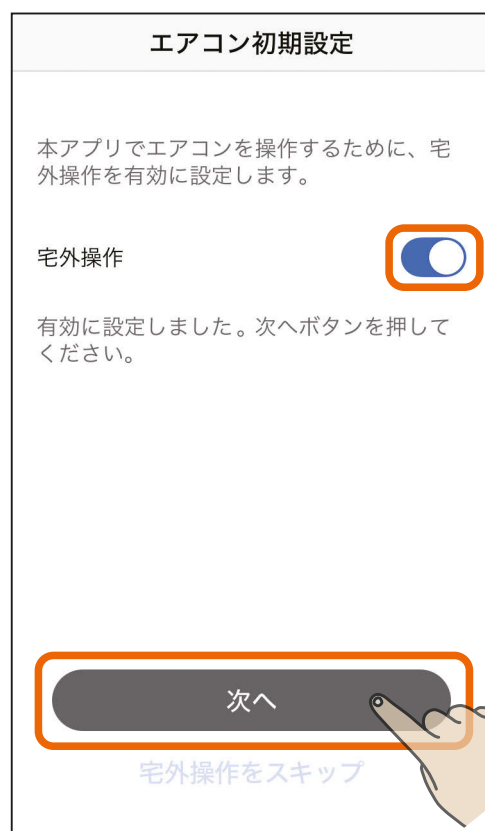 エアコン初期設定
本アプリでエアコンを操作するために、宅
外操作を有効に設定します。
宅外操作
有効に設定しました。次へボタンを押して
ください。
次へ
宅外操作をスキップ